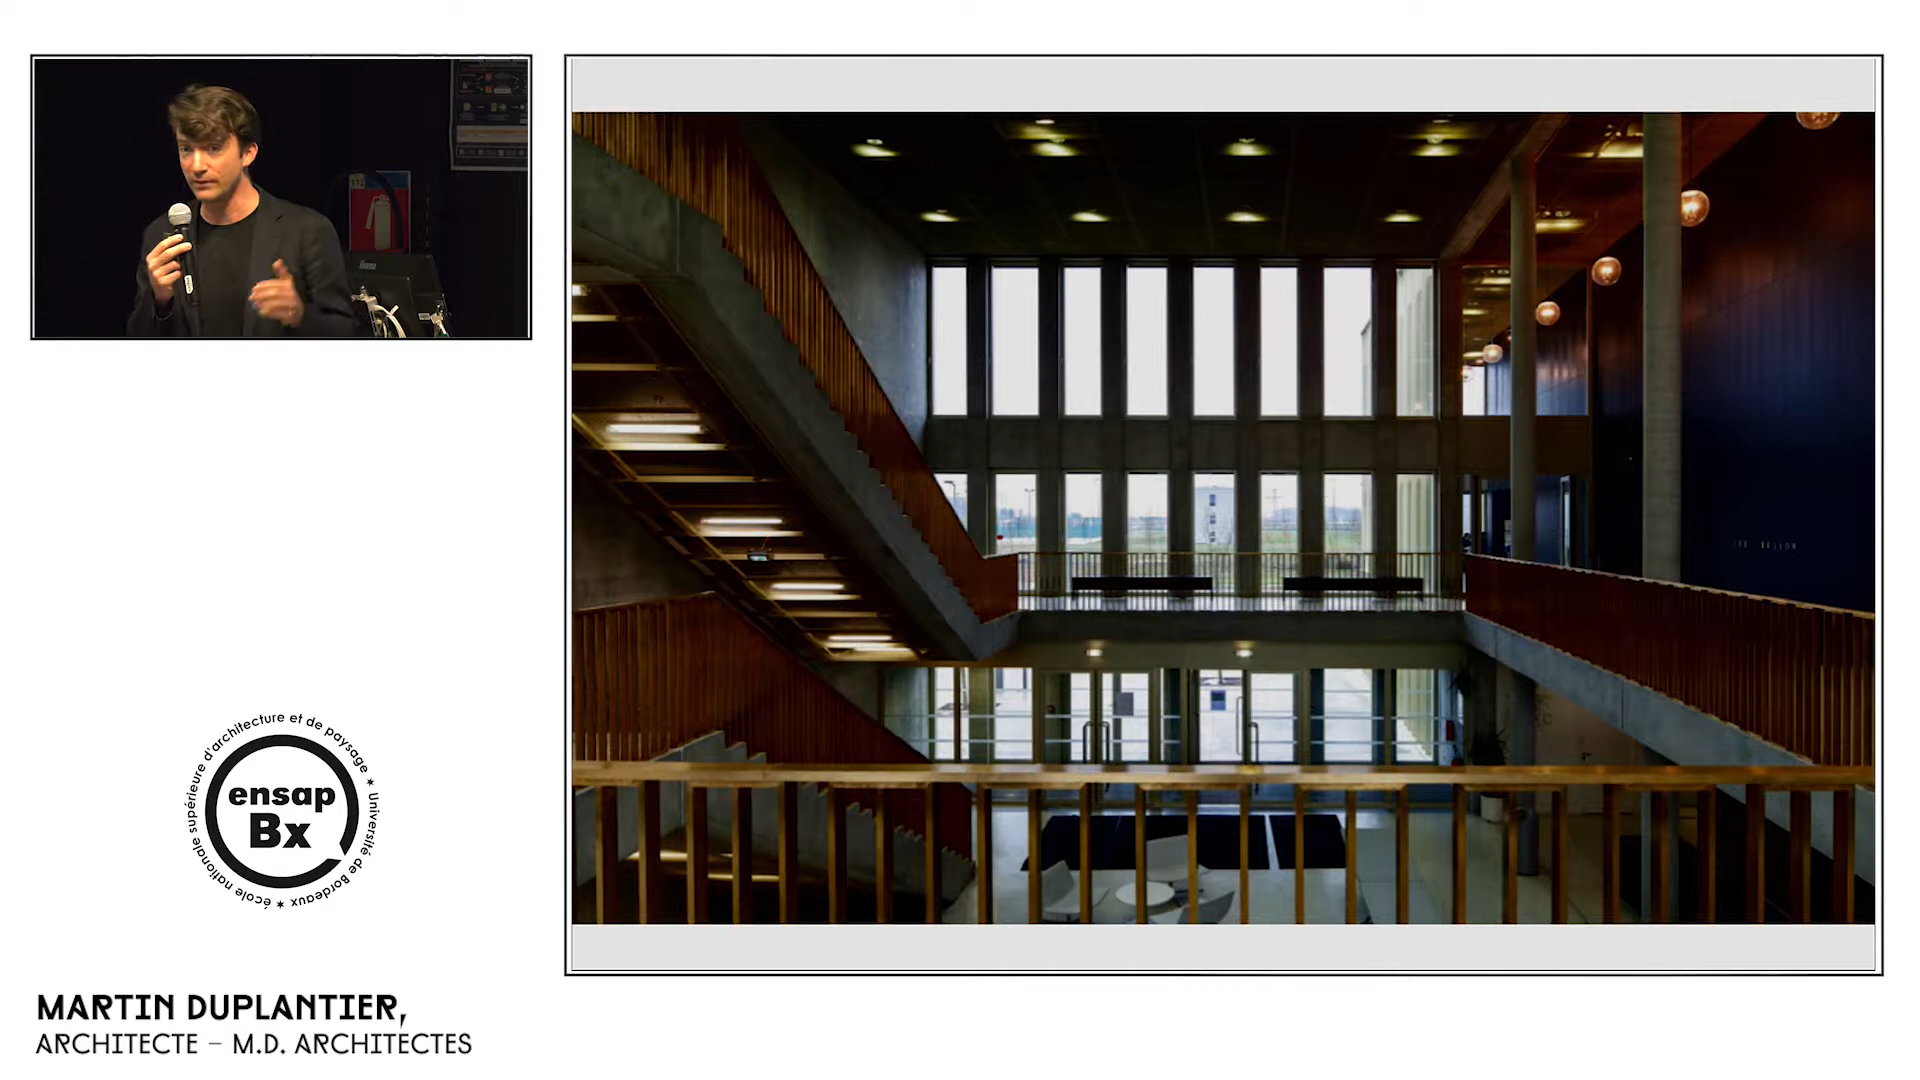 école nationale supérieure d'architecture et de paysage ★ Université de Bordeaux ★
ensap
Bx
MARTIN DUPLANTIER,
ARCHITECTE – M.D. ARCHITECTES